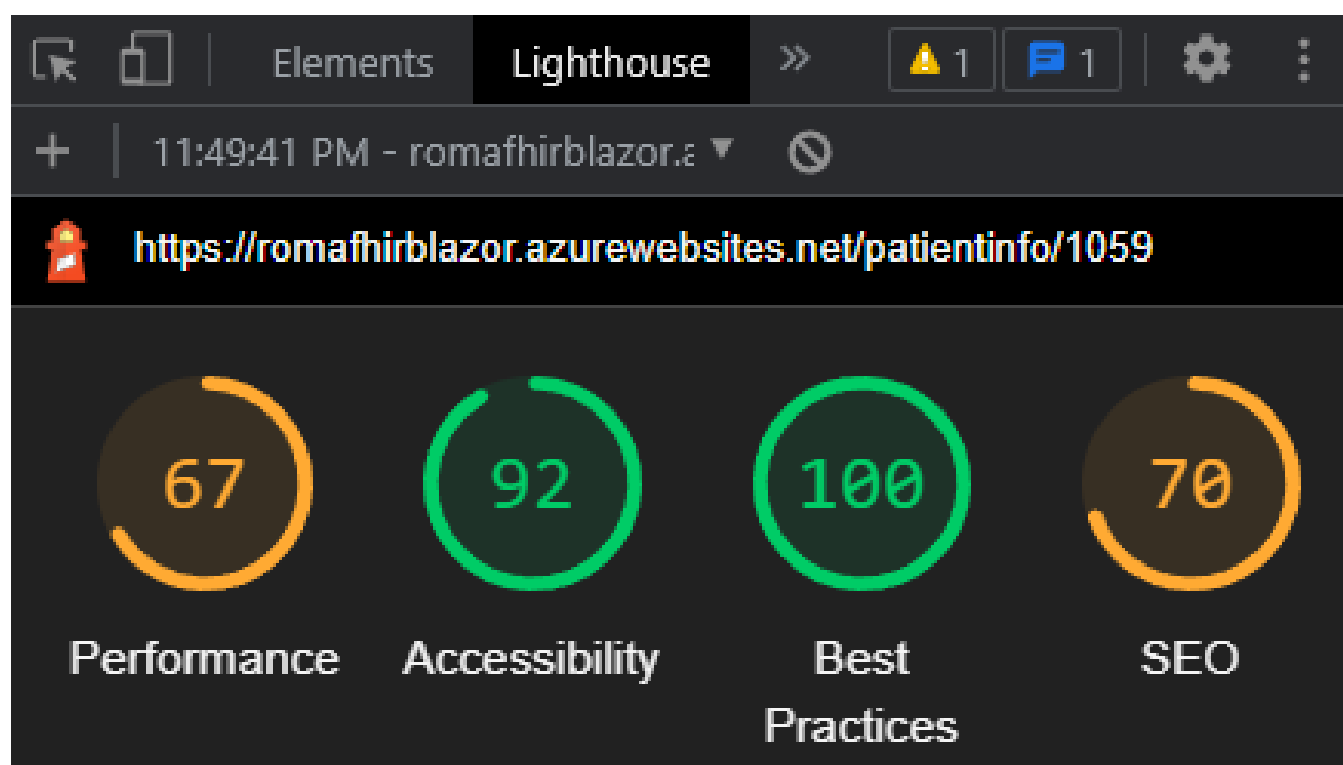 Elements Lighthouse » 1 1
+ 11:49:41 PM - romafhirblazor.a
https://romafhirblazor.azurewebsites.net/patientinfo/1059
67 92 100 70
Performance Accessibility Best SEO
Practices